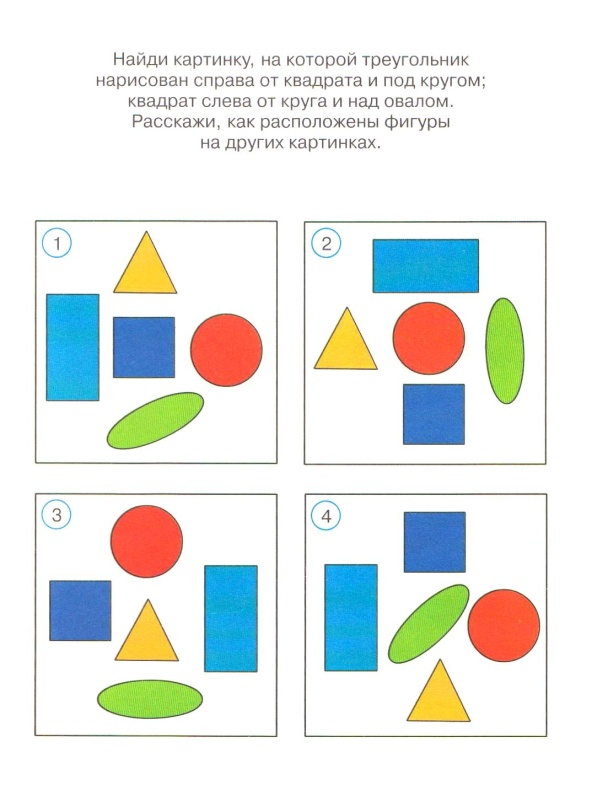 Найди картинку, на которой треугольник
нарисован справа от квадрата и под кругом;
квадрат слева от круга и над овалом.
Расскажи, как расположены фигуры
на других картинках.
1
2
3
4